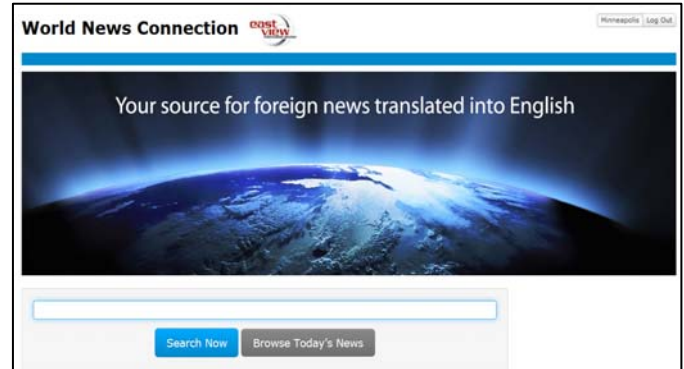 World News Connection
east
view
Minneapolis Log Out
Your source for foreign news translated into English
Search Now
Browse Today's News